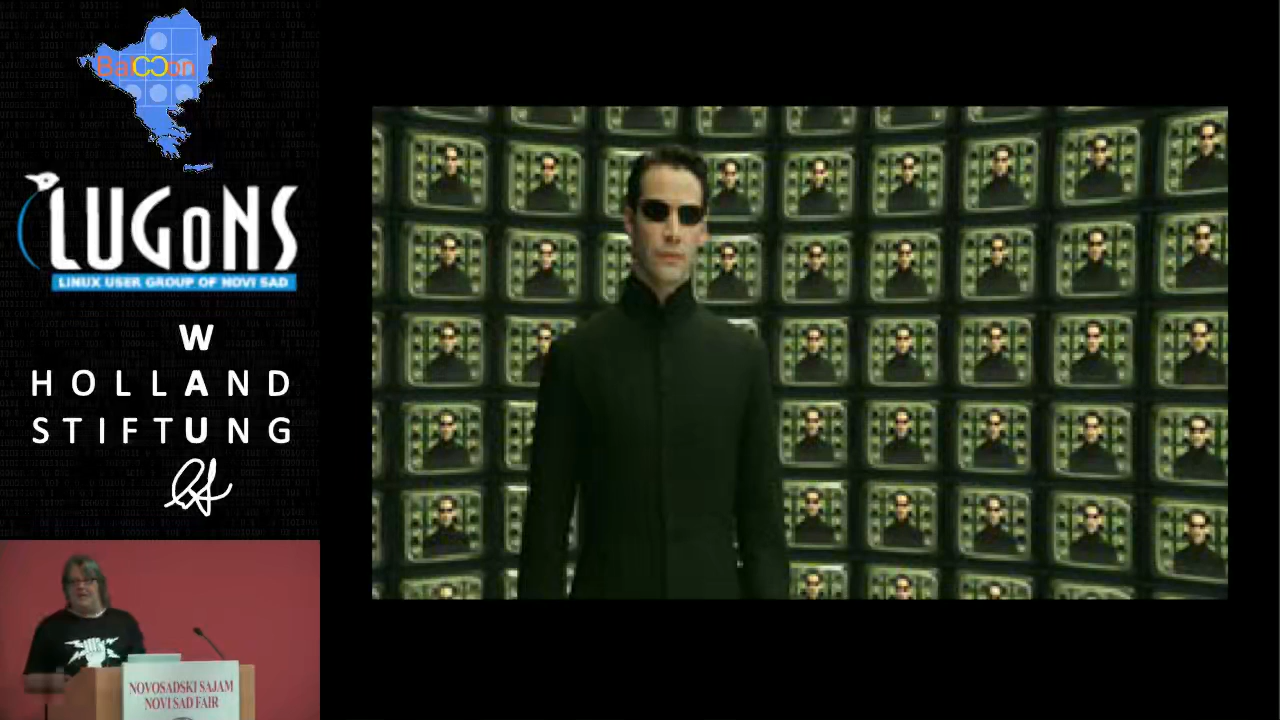 BalCCon
LUGoNS
LINUX USER GROUP OF NOVI SAD
W
HOLLAND
STIFTUNG
NOVOSADSKI SAJAM
NOVI SAD FAIR